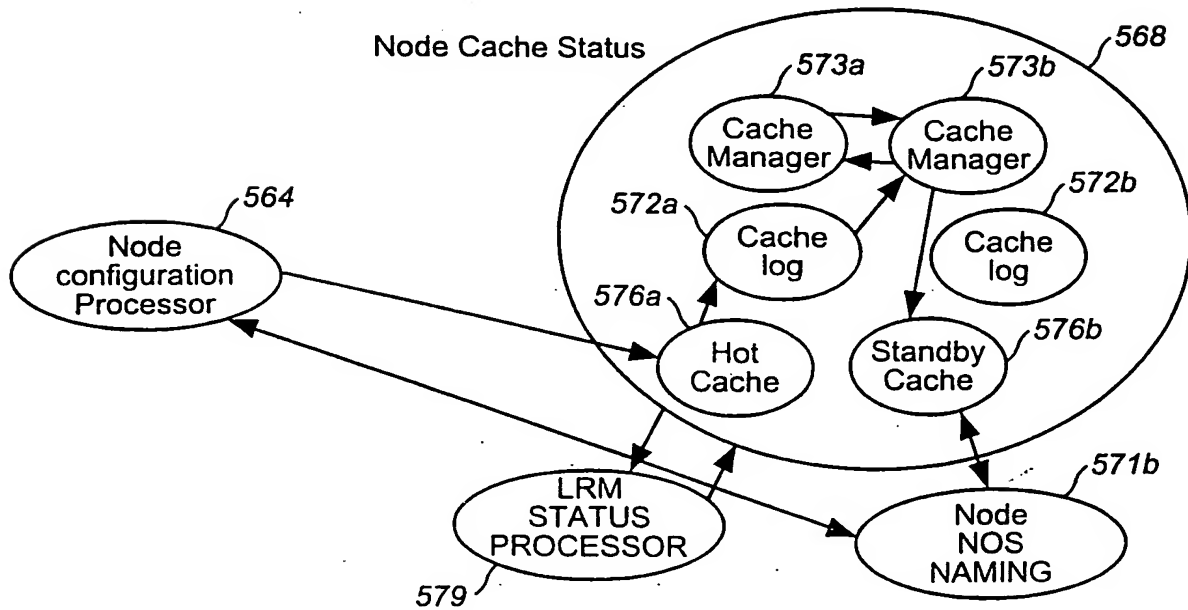 Node Cache Status
568
573a
573b
Cache
Manager
Cache
Manager
564
572a
572b
Node
configuration
Processor
Cache
log
Cache
log
576a
576b
Hot
Cache
Standby
Cache
571b
LRM
STATUS
PROCESSOR
Node
NOS
NAMING
579